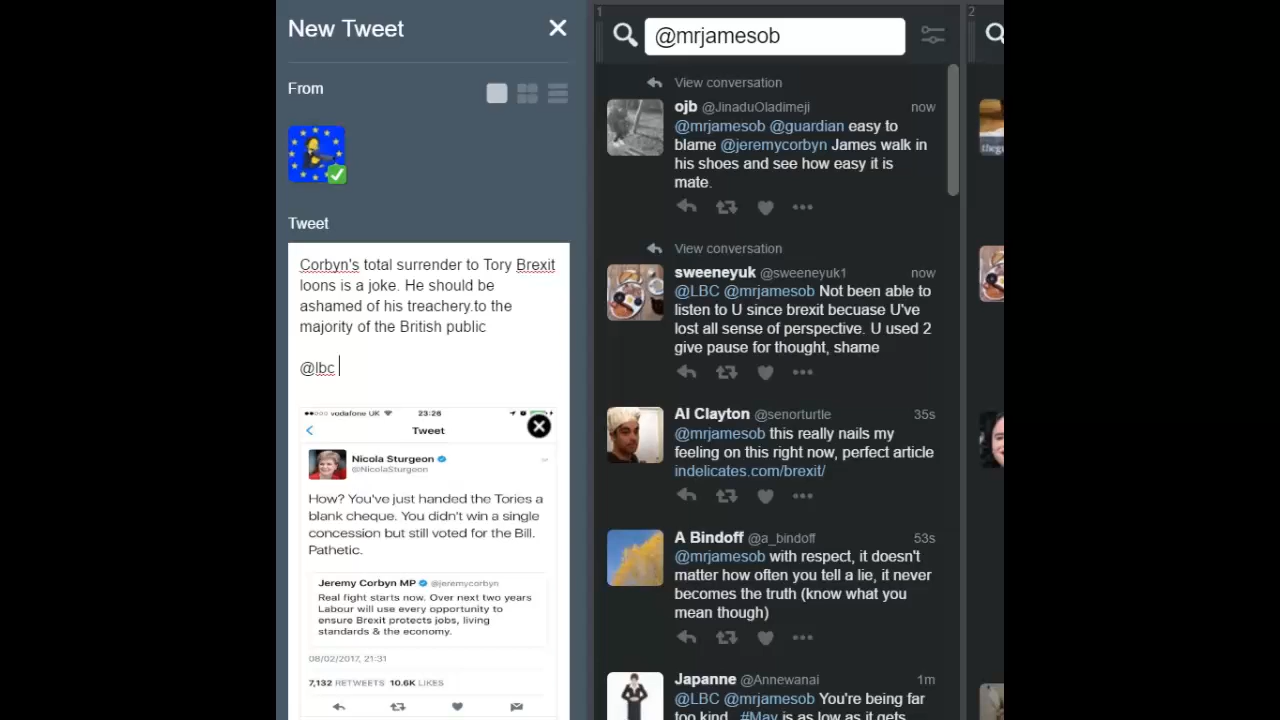 New Tweet
From
Tweet
Corbyn's total surrender to Tory Brexit
loons is a joke. He should be
ashamed of his treachery.to the
majority of the British public
@lbc
vodafone UK
23:26
Tweet
Nicola Sturgeon
@NicolaSturgeon
How? You've just handed the Tories a
blank cheque. You didn't win a single
concession but still voted for the Bill.
Pathetic.
Jeremy Corbyn MP @jeremycorbyn
Real fight starts now. Over next two years
Labour will use every opportunity to
ensure Brexit protects jobs, living
standards & the economy.
08/02/2017, 21:31
7,132 RETWEETS 10.6K LIKES
1
@mrjamesob
View conversation
ojb @JinaduOladimeji now
@mrjamesob @guardian easy to
blame @jeremycorbyn James walk in
his shoes and see how easy it is
mate.
View conversation
sweeneyuk @sweeneyuk1 now
@LBC @mrjamesob Not been able to
listen to U since brexit becuase U've
lost all sense of perspective. U used 2
give pause for thought, shame
Al Clayton @senorturtle 35s
@mrjamesob this really nails my
feeling on this right now, perfect article
indelicates.com/brexit/
A Bindoff @a_bindoff 53s
@mrjamesob with respect, it doesn't
matter how often you tell a lie, it never
becomes the truth (know what you
mean though)
Japanne @Annewanai 1m
@LBC @mrjamesob You're being far
too kind. #May is as low as it gets
2